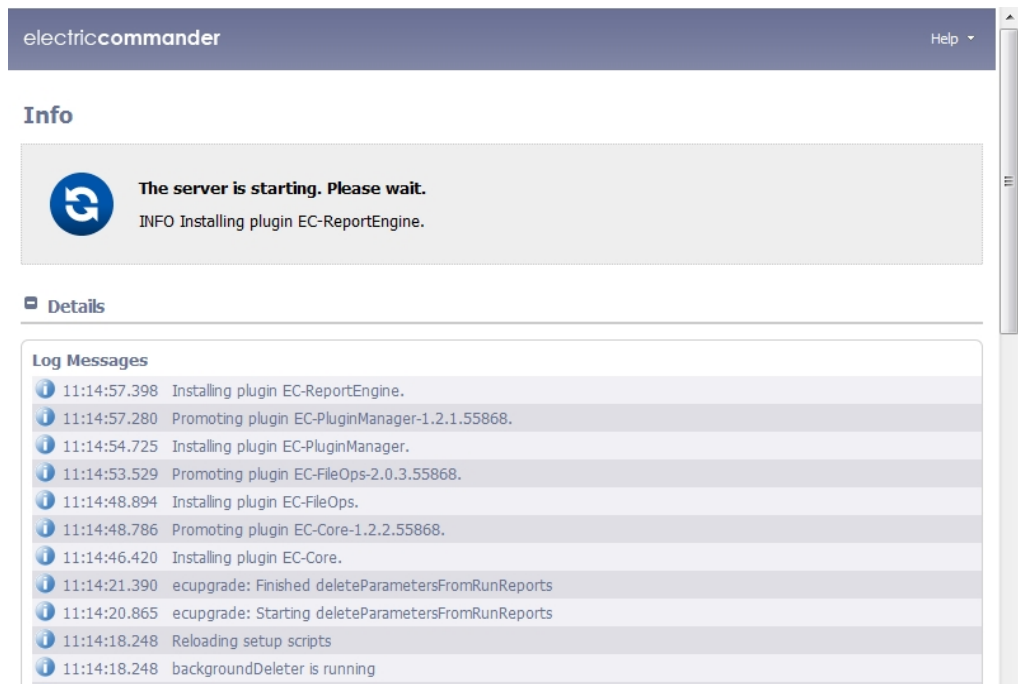 electriccommander
Help
Info
The server is starting. Please wait.
INFO Installing plugin EC-ReportEngine.
Details
Log Messages
11:14:57.398 Installing plugin EC-ReportEngine.
11:14:57.280 Promoting plugin EC-PluginManager-1.2.1.55868.
11:14:54.725 Installing plugin EC-PluginManager.
11:14:53.529 Promoting plugin EC-FileOps-2.0.3.55868.
11:14:48.894 Installing plugin EC-FileOps.
11:14:48.786 Promoting plugin EC-Core-1.2.2.55868.
11:14:46.420 Installing plugin EC-Core.
11:14:21.390 ecupgrade: Finished deleteParametersFromRunReports
11:14:20.865 ecupgrade: Starting deleteParametersFromRunReports
11:14:18.248 Reloading setup scripts
11:14:18.248 backgroundDeleter is running